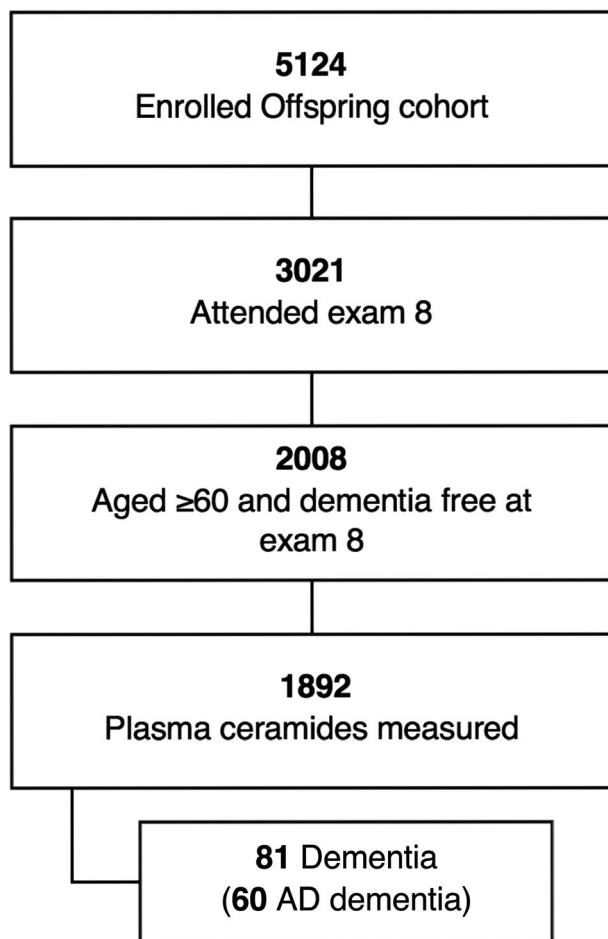 5124
Enrolled Offspring cohort
3021
Attended exam 8
2008
Aged ≥60 and dementia free at
exam 8
1892
Plasma ceramides measured
81 Dementia
(60 AD dementia)